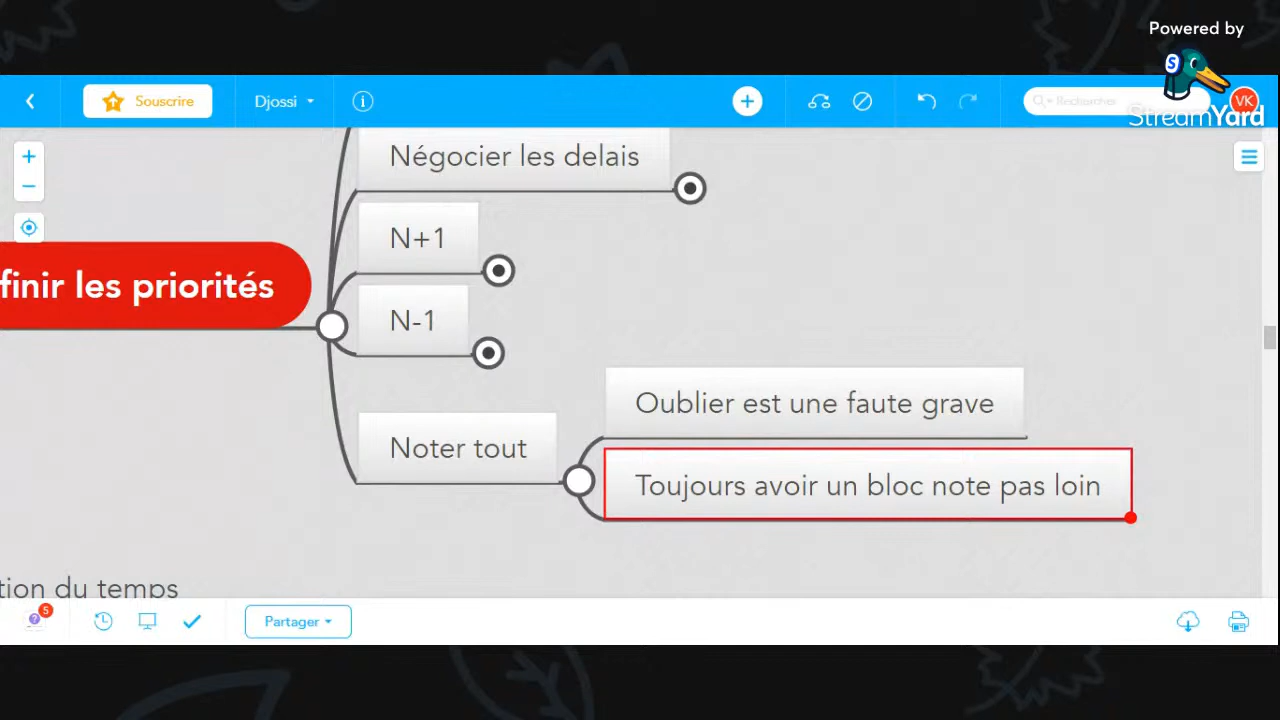 Powered by
StreamYard
Souscrire
Djossi
Rechercher
VK
Négocier les delais
N+1
finir les priorités
N-1
Oublier est une faute grave
Noter tout
Toujours avoir un bloc note pas loin
tion du temps
5
Partager